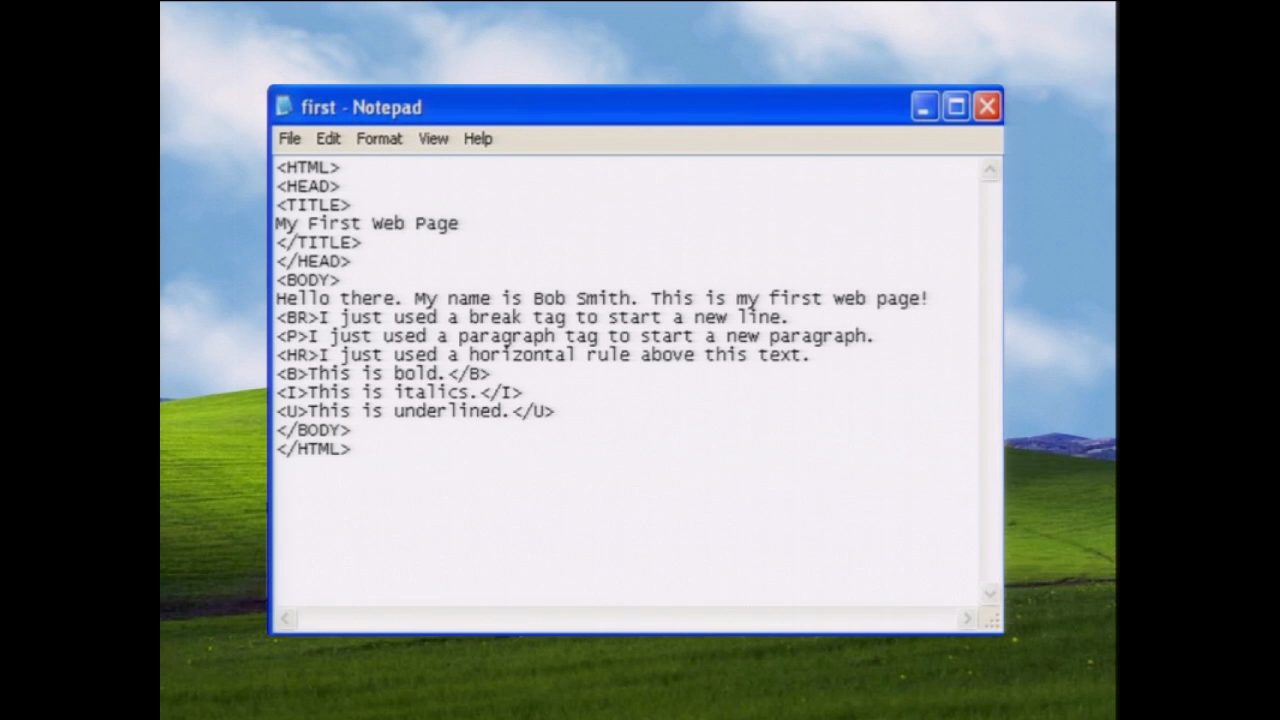 first - Notepad
File Edit Format View Help
<HTML>
<HEAD>
<TITLE>
My First Web Page
</TITLE>
</HEAD>
<BODY>
Hello there. My name is Bob Smith. This is my first web page!
<BR>I just used a break tag to start a new line.
<P>I just used a paragraph tag to start a new paragraph.
<HR>I just used a horizontal rule above this text.
<B>This is bold.</B>
<I>This is italics.</I>
<U>This is underlined.</U>
</BODY>
</HTML>